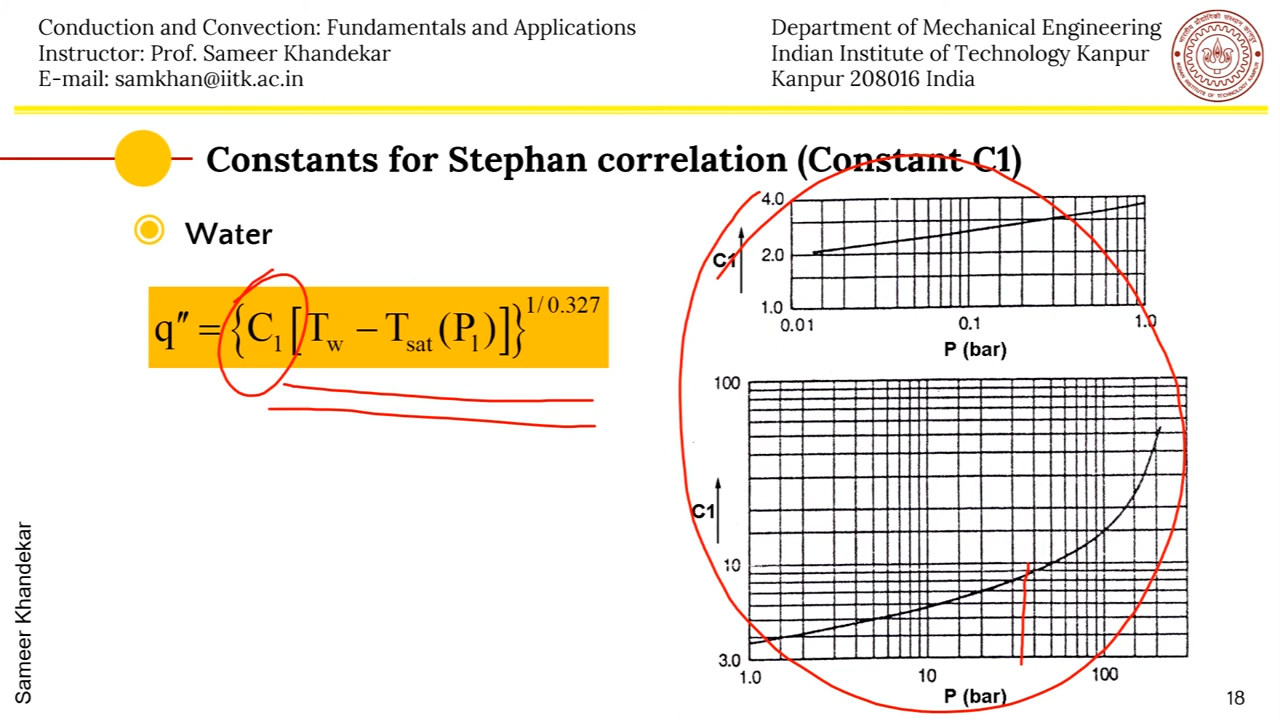 Conduction and Convection: Fundamentals and Applications
Instructor: Prof. Sameer Khandekar
E-mail: samkhan@iitk.ac.in
Department of Mechanical Engineering
Indian Institute of Technology Kanpur
Kanpur 208016 India
Constants for Stephan correlation (Constant C1)
Water
q″ = {C₁[T_w − T_sat(P_l)]}^{1/0.327}
4.0
C1
2.0
1.0
0.01 0.1 1.0
P (bar)
100
C1
10
3.0
1.0 10 100
P (bar)
Sameer Khandekar
18